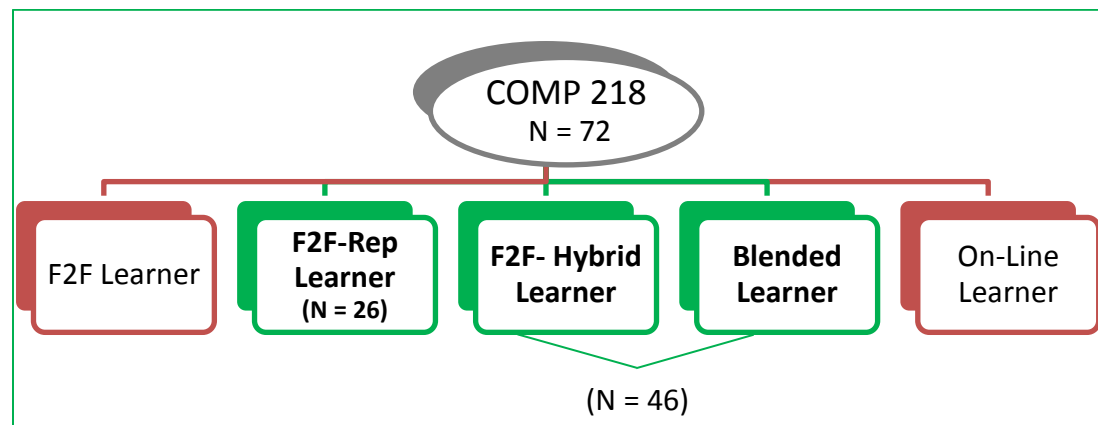 COMP 218
N = 72
F2F Learner
F2F-Rep
Learner
(N = 26)
F2F- Hybrid
Learner
Blended
Learner
On-Line
Learner
(N = 46)